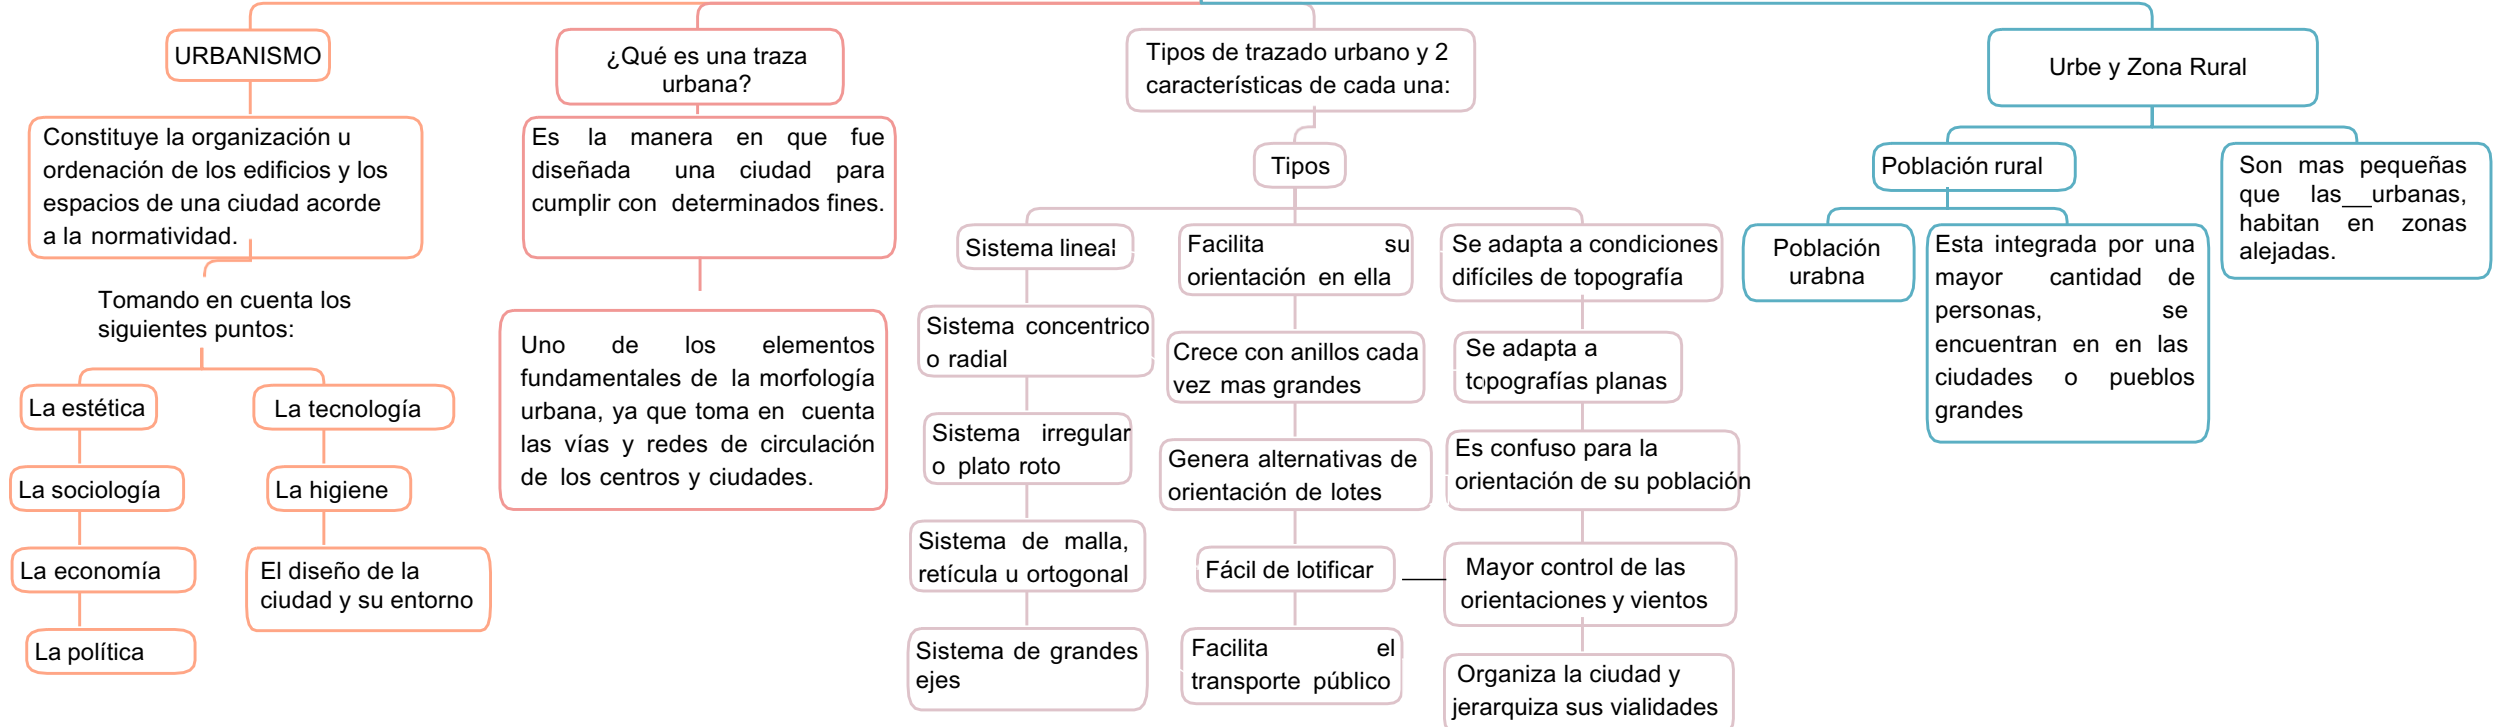 URBANISMO
Constituye la organización u
ordenación de los edificios y los
espacios de una ciudad acorde
a la normatividad.
Tomando en cuenta los
siguientes puntos:
La estética
La sociología
La economía
La política
La tecnología
La higiene
El diseño de la
ciudad y su entorno
¿Qué es una traza
urbana?
Es la manera en que fue
diseñada una ciudad para
cumplir con determinados fines.
Uno de los elementos
fundamentales de la morfología
urbana, ya que toma en cuenta
las vías y redes de circulación
de los centros y ciudades.
Tipos de trazado urbano y 2
características de cada una:
Tipos
Sistema lineal
Sistema concentrico
o radial
Sistema irregular
o plato roto
Sistema de malla,
retícula u ortogonal
Sistema de grandes
ejes
Facilita su
orientación en ella
Crece con anillos cada
vez mas grandes
Genera alternativas de
orientación de lotes
Fácil de lotificar
Facilita el
transporte público
Se adapta a condiciones
difíciles de topografía
Se adapta a
topografías planas
Es confuso para la
orientación de su población
Mayor control de las
orientaciones y vientos
Organiza la ciudad y
jerarquiza sus vialidades
Urbe y Zona Rural
Población rural
Población
urabna
Esta integrada por una
mayor cantidad de
personas, se
encuentran en en las
ciudades o pueblos
grandes
Son mas pequeñas
que las__urbanas,
habitan en zonas
alejadas.